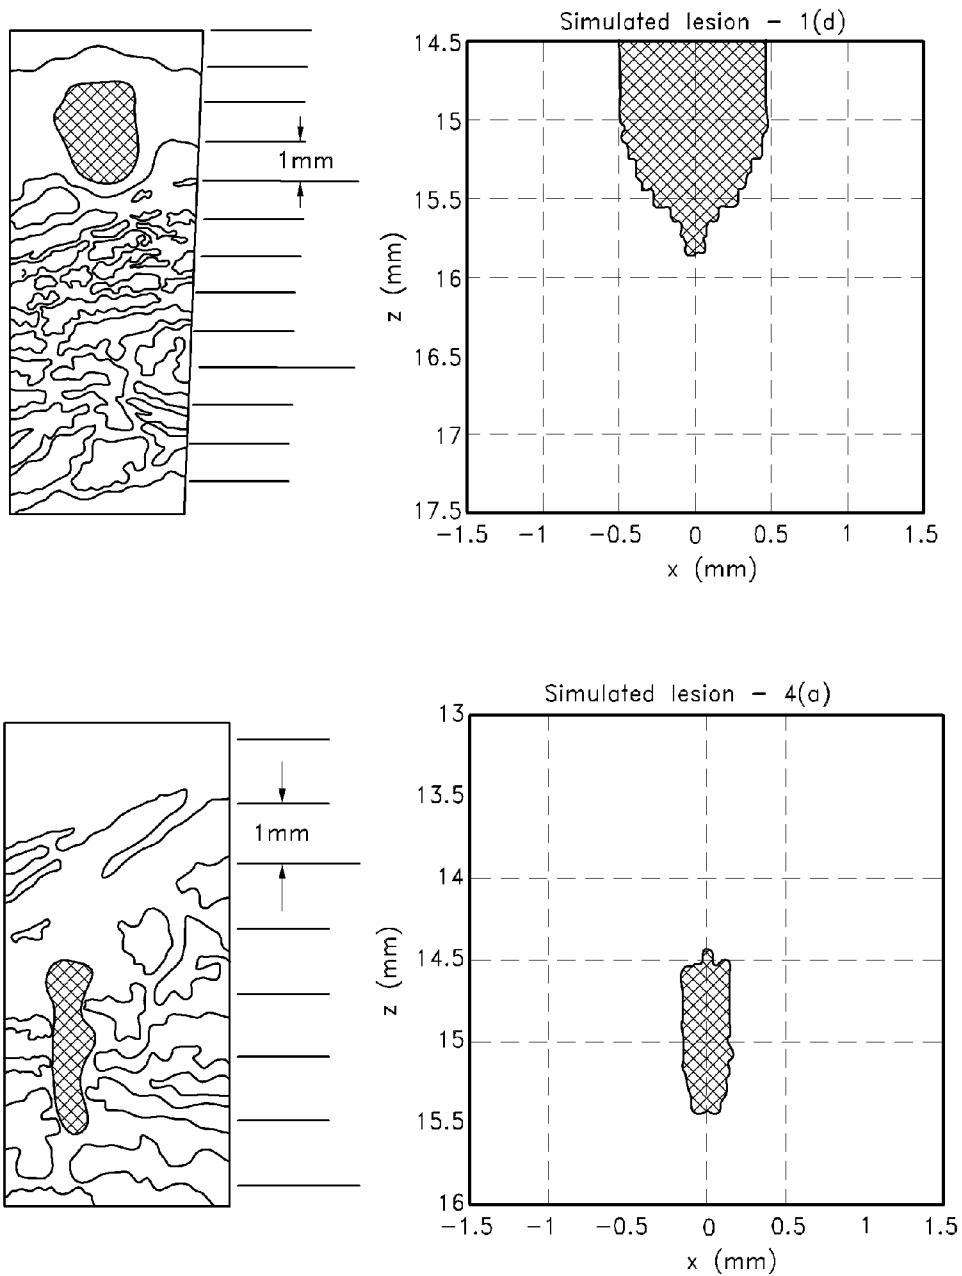 Simulated lesion - 1(d)
14.5
15
15.5
16
16.5
17
17.5
z (mm)
-1.5 -1 -0.5 0 0.5 1 1.5
x (mm)
1mm
Simulated lesion - 4(a)
13
13.5
14
14.5
15
15.5
16
z (mm)
-1.5 -1 -0.5 0 0.5 1 1.5
x (mm)
1mm